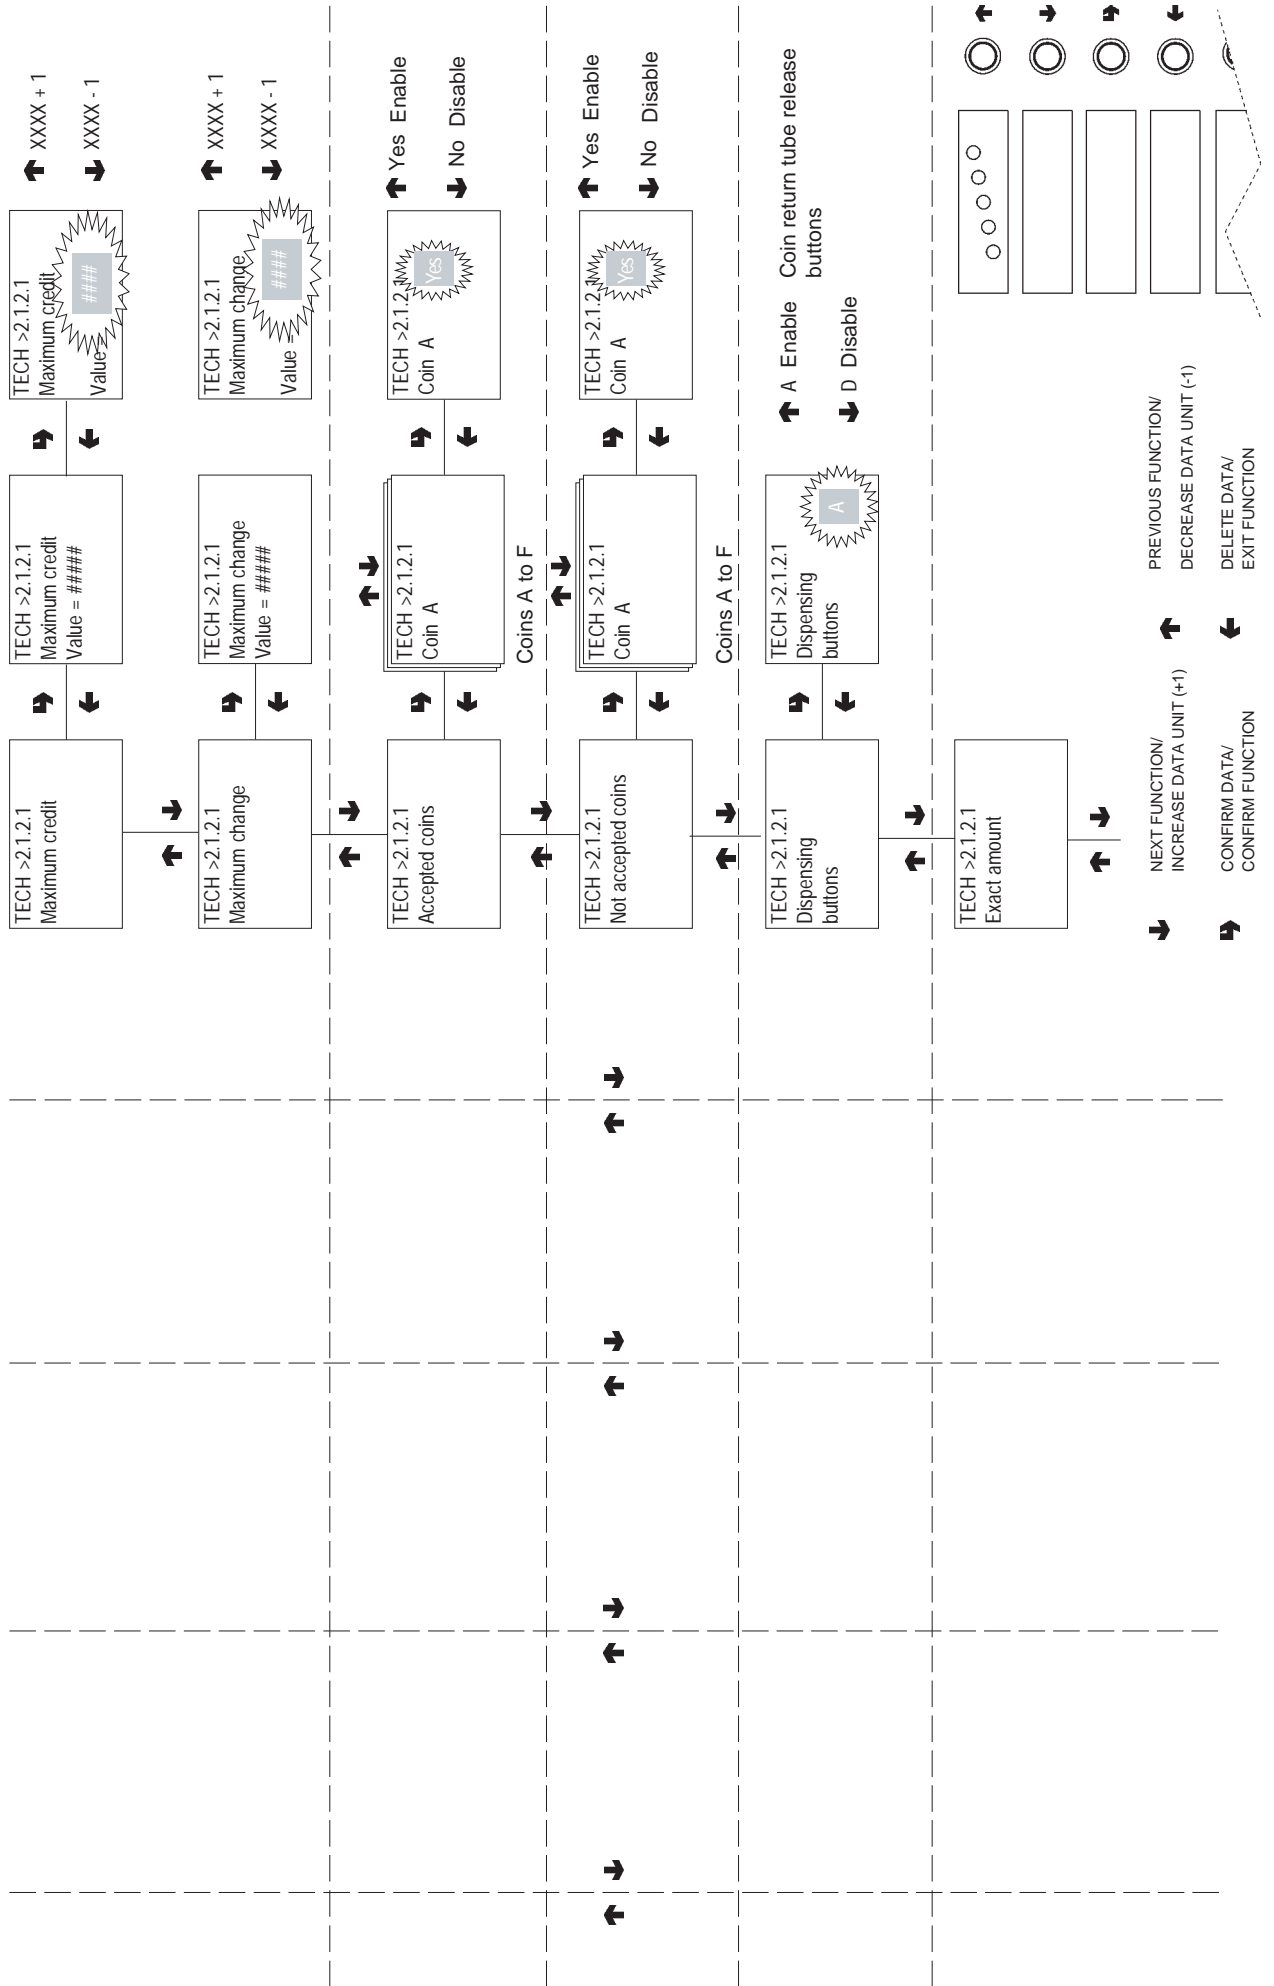 TECH >2.1.2.1
Maximum credit
TECH >2.1.2.1
Maximum credit
Value = #####
TECH >2.1.2.1
Maximum credit
Value =
####
XXXX + 1
XXXX - 1
TECH >2.1.2.1
Maximum change
TECH >2.1.2.1
Maximum change
Value = #####
TECH >2.1.2.1
Maximum change
Value =
####
XXXX + 1
XXXX - 1
TECH >2.1.2.1
Accepted coins
TECH >2.1.2.1
Coin A
Coins A to F
TECH >2.1.2.1
Coin A
Yes
Yes Enable
No Disable
TECH >2.1.2.1
Not accepted coins
TECH >2.1.2.1
Coin A
Coins A to F
TECH >2.1.2.1
Coin A
Yes
Yes Enable
No Disable
TECH >2.1.2.1
Dispensing
buttons
TECH >2.1.2.1
Dispensing
buttons
A
A Enable
D Disable
Coin return tube release
buttons
TECH >2.1.2.1
Exact amount
NEXT FUNCTION/
INCREASE DATA UNIT (+1)
PREVIOUS FUNCTION/
DECREASE DATA UNIT (-1)
CONFIRM DATA/
CONFIRM FUNCTION
DELETE DATA/
EXIT FUNCTION